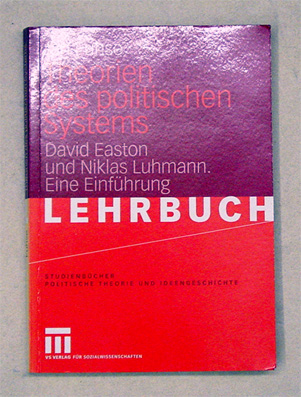 Theorien
des politischen
Systems
David Easton
und Niklas Luhmann.
Eine Einführung
LEHRBUCH
STUDIENBÜCHER
POLITISCHE THEORIE UND IDEENGESCHICHTE
VS VERLAG FÜR SOZIALWISSENSCHAFTEN